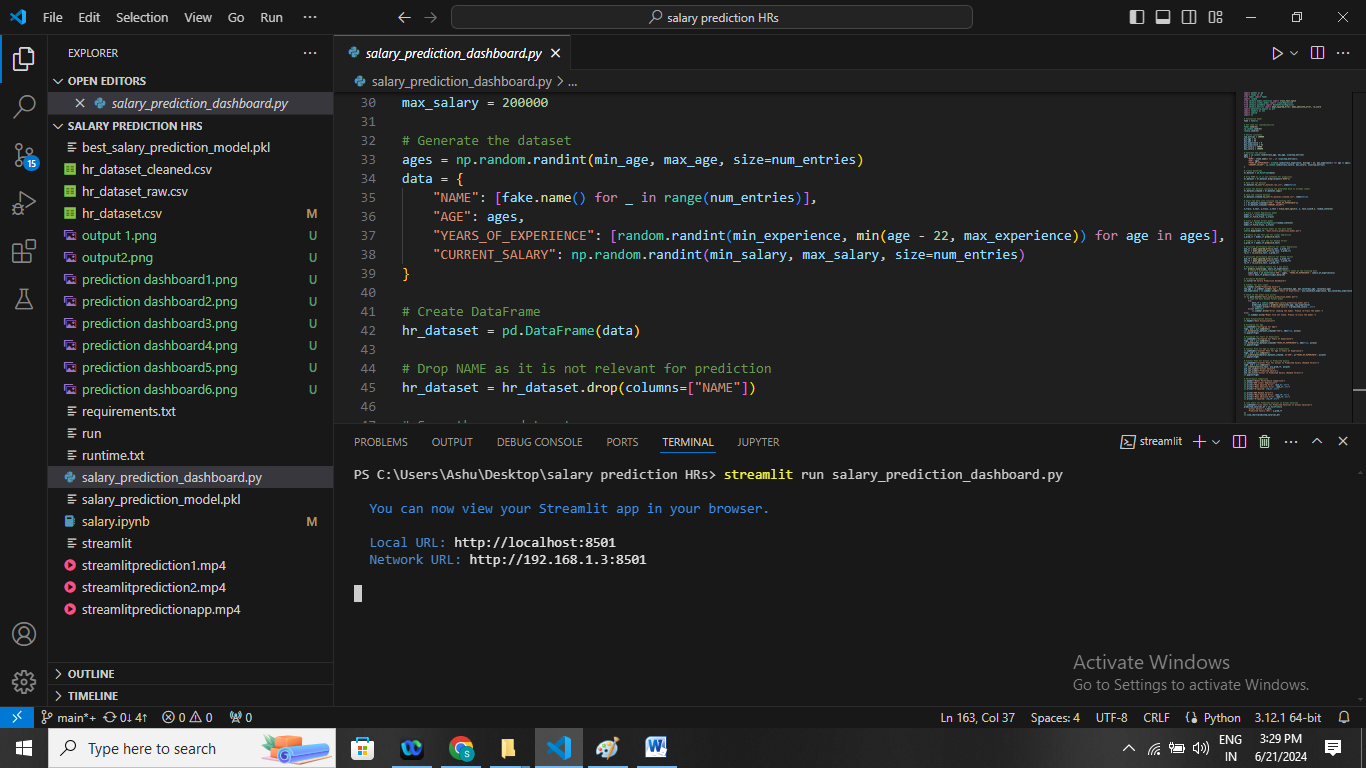 File Edit Selection View Go Run ···
salary prediction HRs
EXPLORER
OPEN EDITORS
salary_prediction_dashboard.py
SALARY PREDICTION HRS
best_salary_prediction_model.pkl
hr_dataset_cleaned.csv
hr_dataset_raw.csv
hr_dataset.csv M
output 1.png U
output2.png U
prediction dashboard1.png U
prediction dashboard2.png U
prediction dashboard3.png U
prediction dashboard4.png U
prediction dashboard5.png U
prediction dashboard6.png U
requirements.txt
run
runtime.txt
salary_prediction_dashboard.py
salary_prediction_model.pkl
salary.ipynb M
streamlit
streamlitprediction1.mp4
streamlitprediction2.mp4
streamlitpredictionapp.mp4
OUTLINE
TIMELINE
15
salary_prediction_dashboard.py
salary_prediction_dashboard.py > ...
30 max_salary = 200000
31
32 # Generate the dataset
33 ages = np.random.randint(min_age, max_age, size=num_entries)
34 data = {
35 "NAME": [fake.name() for _ in range(num_entries)],
36 "AGE": ages,
37 "YEARS_OF_EXPERIENCE": [random.randint(min_experience, min(age - 22, max_experience)) for age in ages],
38 "CURRENT_SALARY": np.random.randint(min_salary, max_salary, size=num_entries)
39 }
40
41 # Create DataFrame
42 hr_dataset = pd.DataFrame(data)
43
44 # Drop NAME as it is not relevant for prediction
45 hr_dataset = hr_dataset.drop(columns=["NAME"])
46
PROBLEMS OUTPUT DEBUG CONSOLE PORTS TERMINAL JUPYTER
streamlit
PS C:\Users\Ashu\Desktop\salary prediction HRs> streamlit run salary_prediction_dashboard.py
You can now view your Streamlit app in your browser.
Local URL: http://localhost:8501
Network URL: http://192.168.1.3:8501
Activate Windows
Go to Settings to activate Windows.
main*+ 0↓ 4↑ 0 0 0
Ln 163, Col 37 Spaces: 4 UTF-8 CRLF Python 3.12.1 64-bit
Type here to search
ENG
IN
3:29 PM
6/21/2024